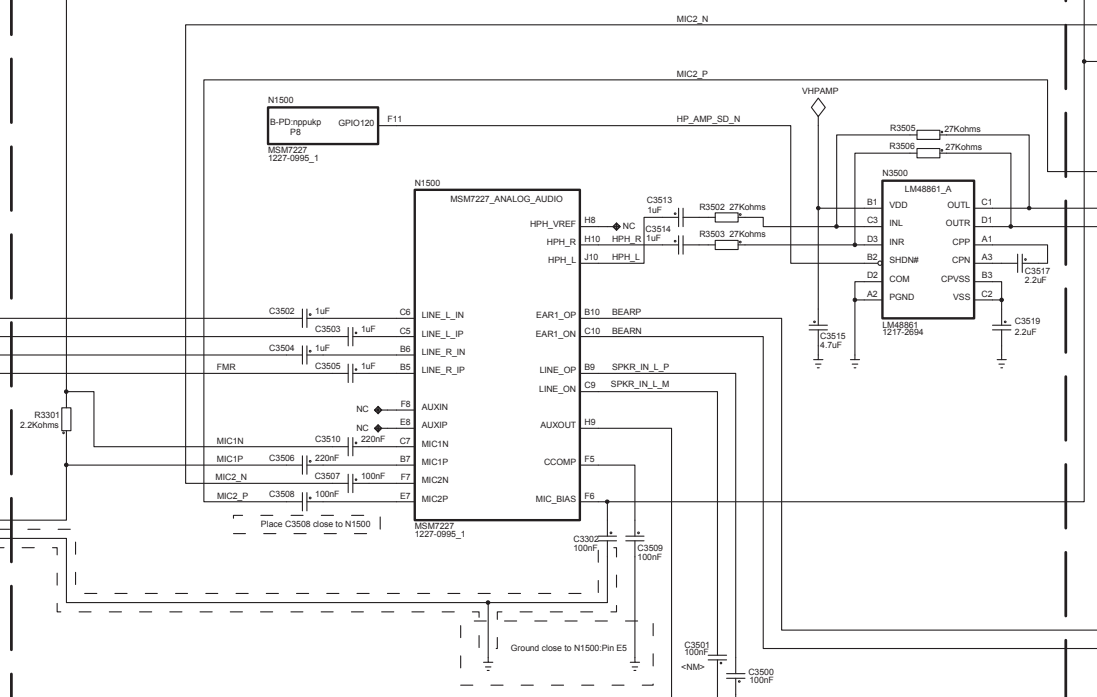 MIC2_N
MIC2_P
VHPAMP
N1500
B-PD:nppukp
P8
GPIO120
F11
HP_AMP_SD_N
MSM7227
1227-0995_1
R3505
27Kohms
R3506
27Kohms
N3500
LM48861_A
B1
VDD
OUTL
C1
C3
INL
OUTR
D1
D3
INR
CPP
A1
B2
SHDN#
CPN
A3
D2
COM
CPVSS
B3
A2
PGND
VSS
C2
LM48861
1217-2694
C3517
2.2uF
C3519
2.2uF
C3515
4.7uF
N1500
MSM7227_ANALOG_AUDIO
HPH_VREF
H8
NC
HPH_R
H10
HPH_R
HPH_L
J10
HPH_L
C3513
1uF
R3502 27Kohms
C3514
1uF
R3503 27Kohms
C3502
1uF
C6
LINE_L_IN
EAR1_OP
B10
BEARP
C3503
1uF
C5
LINE_L_IP
EAR1_ON
C10
BEARN
C3504
1uF
B6
LINE_R_IN
FMR
C3505
1uF
B5
LINE_R_IP
LINE_OP
B9
SPKR_IN_L_P
LINE_ON
C9
SPKR_IN_L_M
NC
F8
AUXIN
NC
E8
AUXIP
AUXOUT
H9
R3301
2.2Kohms
MIC1N
C3510
220nF
C7
MIC1N
MIC1P
C3506
220nF
B7
MIC1P
CCOMP
F5
MIC2_N
C3507
100nF
F7
MIC2N
MIC2_P
C3508
100nF
E7
MIC2P
MIC_BIAS
F6
Place C3508 close to N1500
MSM7227
1227-0995_1
C3302
100nF
C3509
100nF
Ground close to N1500:Pin E5
C3501
100nF
<NM>
C3500
100nF